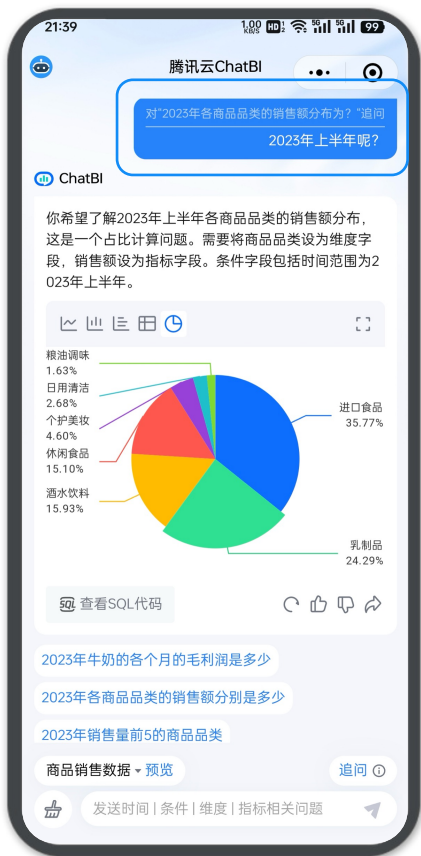 21:39
1.00 KB/S HD 1 2 5G 5G 99
腾讯云ChatBI
对"2023年各商品品类的销售额分布为？"追问
2023年上半年呢？
ChatBI
你希望了解2023年上半年各商品品类的销售额分布，
这是一个占比计算问题。需要将商品品类设为维度字
段，销售额设为指标字段。条件字段包括时间范围为2
023年上半年。
粮油调味
1.63%
日用清洁
2.68%
个护美妆
4.60%
休闲食品
15.10%
酒水饮料
15.93%
进口食品
35.77%
乳制品
24.29%
SQL 查看SQL代码
2023年牛奶的各个月的毛利润是多少
2023年各商品品类的销售额分别是多少
2023年销售量前5的商品品类
商品销售数据 预览
追问
发送时间 | 条件 | 维度 | 指标相关问题